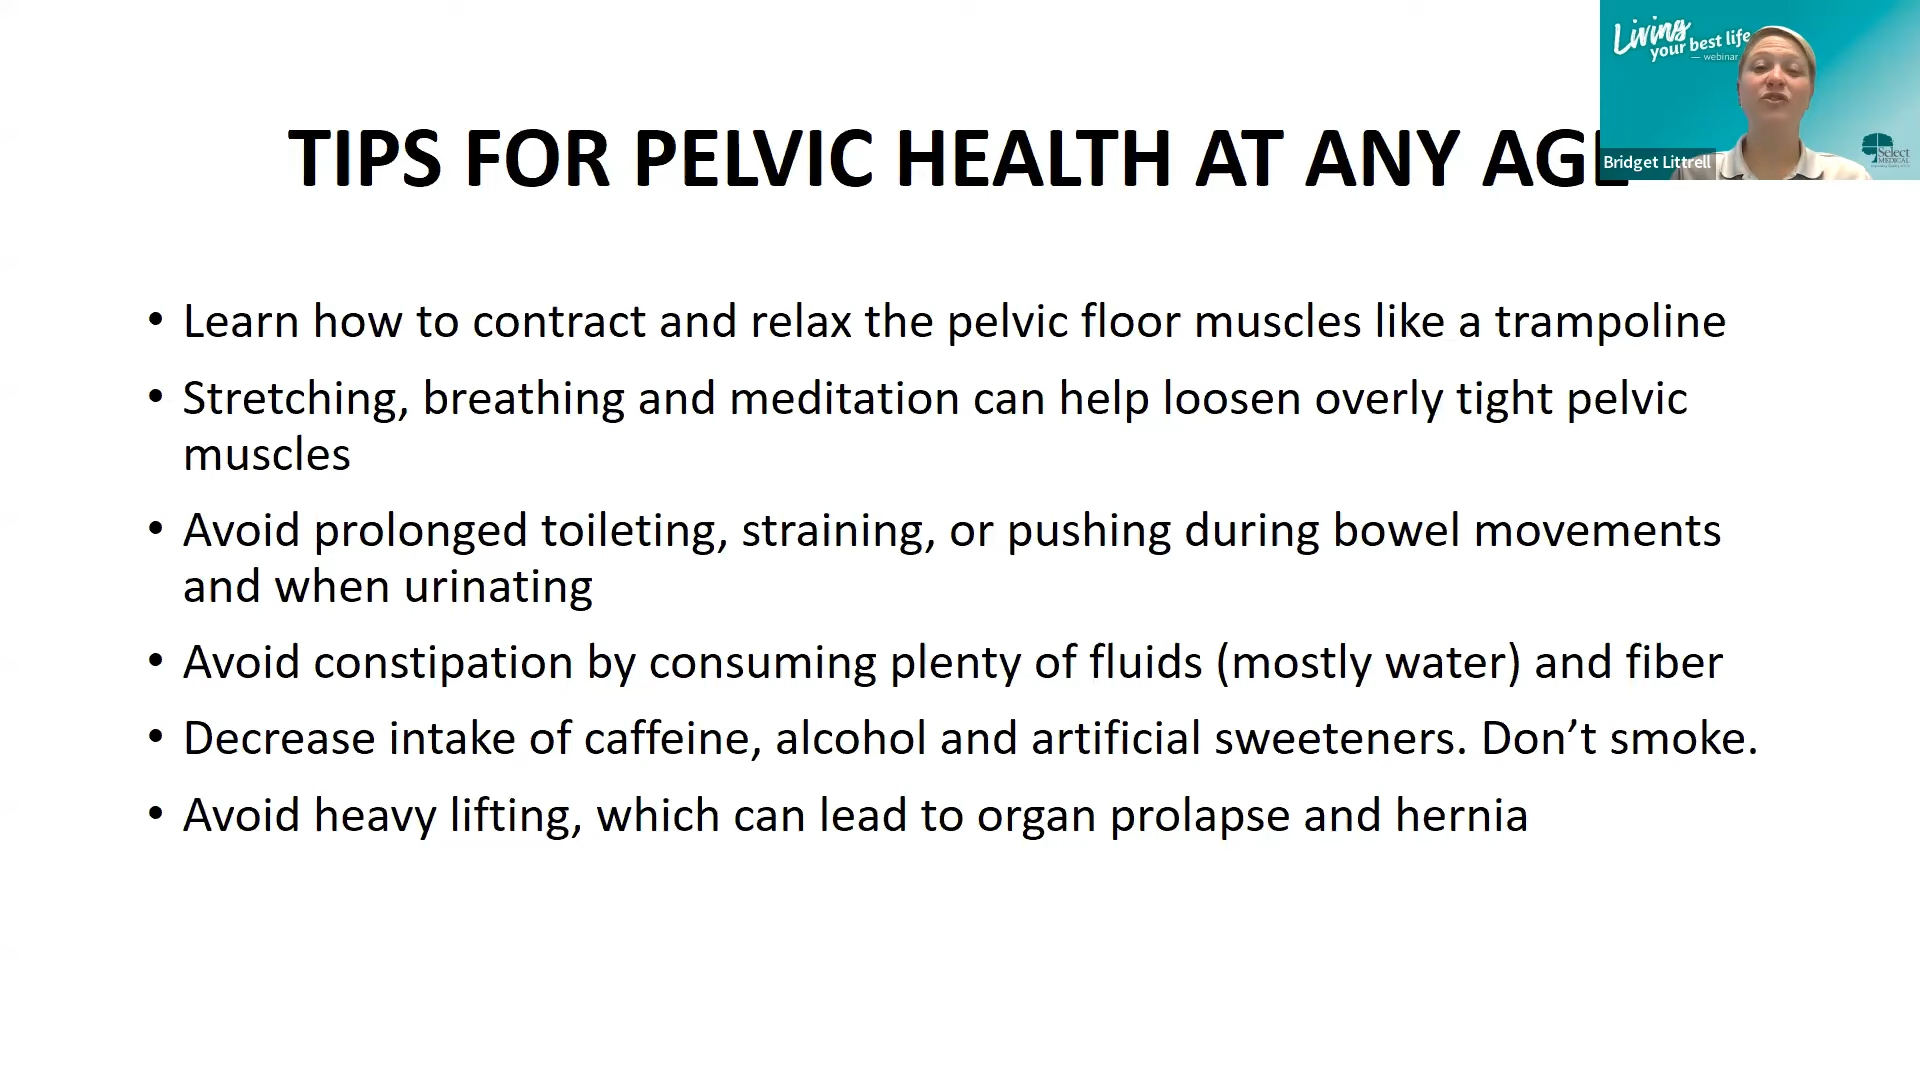 Living
your best life
— webinar
Select
MEDICAL
Bridget Littrell
TIPS FOR PELVIC HEALTH AT ANY AGE
• Learn how to contract and relax the pelvic floor muscles like a trampoline
• Stretching, breathing and meditation can help loosen overly tight pelvic
muscles
• Avoid prolonged toileting, straining, or pushing during bowel movements
and when urinating
• Avoid constipation by consuming plenty of fluids (mostly water) and fiber
• Decrease intake of caffeine, alcohol and artificial sweeteners. Don’t smoke.
• Avoid heavy lifting, which can lead to organ prolapse and hernia